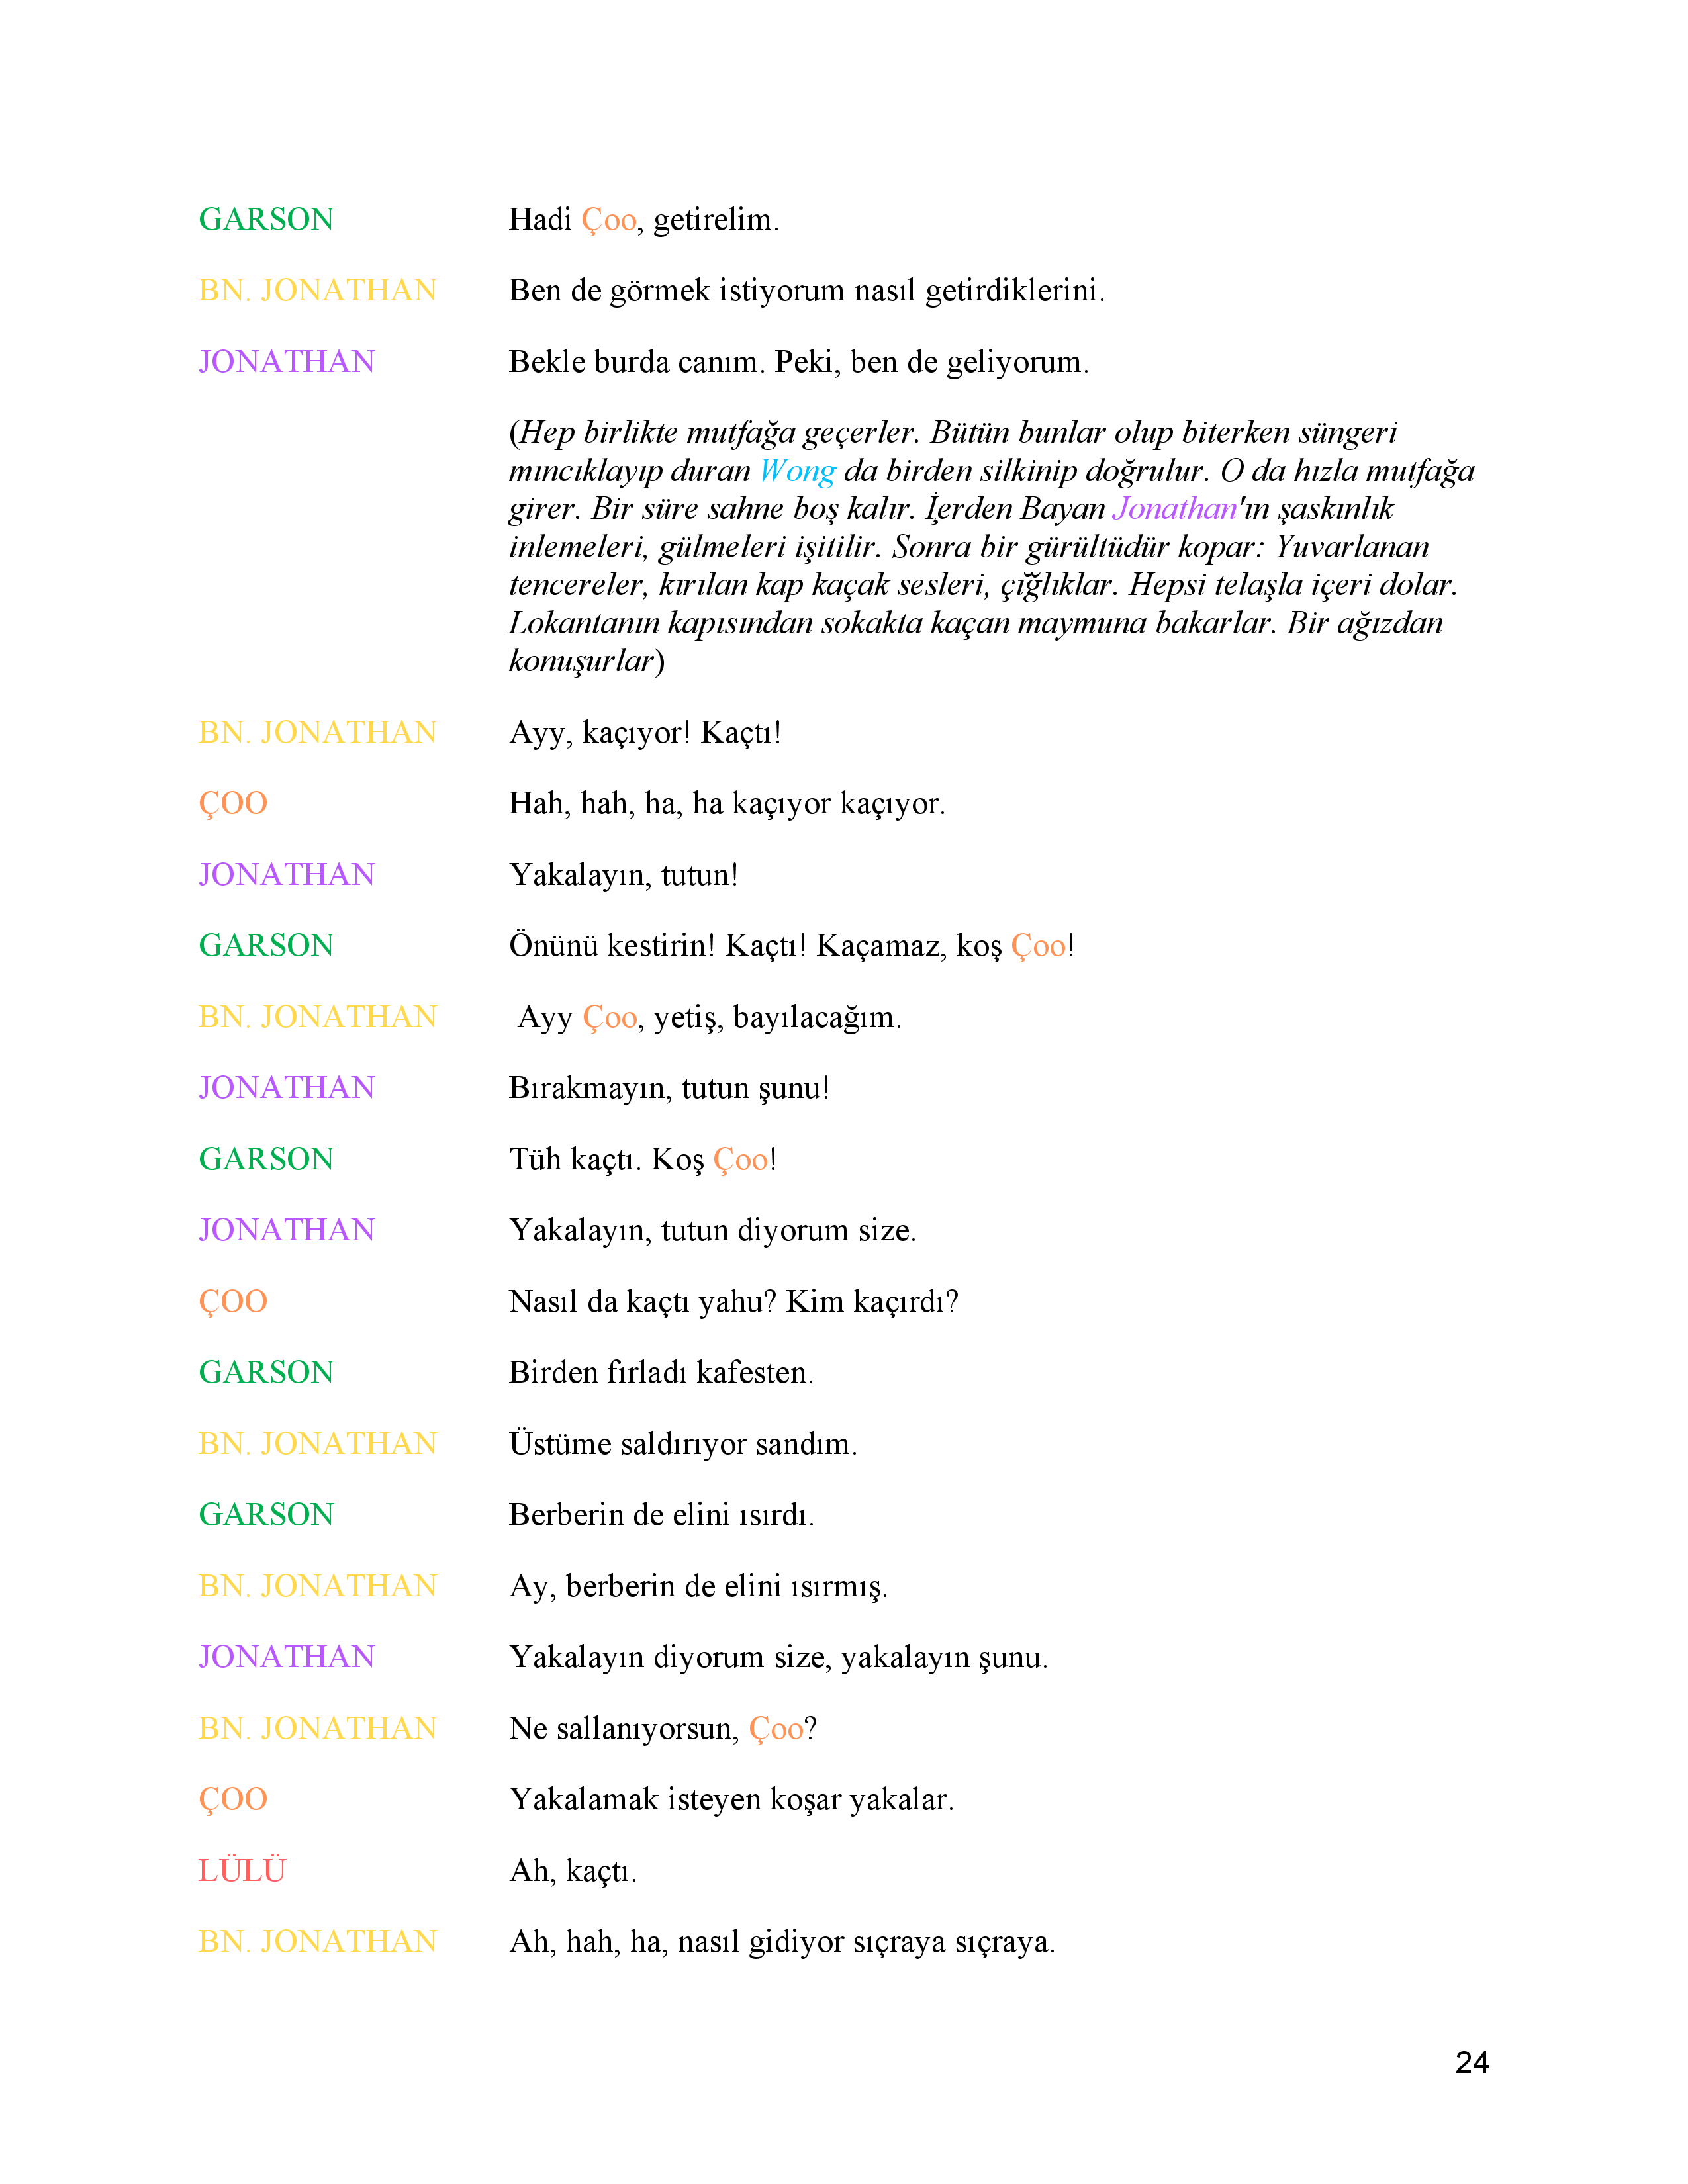 GARSON Hadi Çoo, getirelim.
BN. JONATHAN Ben de görmek istiyorum nasıl getirdiklerini.
JONATHAN Bekle burda canım. Peki, ben de geliyorum.
(Hep birlikte mutfağa geçerler. Bütün bunlar olup biterken süngeri
mıncıklayıp duran Wong da birden silkinip doğrulur. O da hızla mutfağa
girer. Bir süre sahne boş kalır. İçerden Bayan Jonathan'ın şaskınlık
inlemeleri, gülmeleri işitilir. Sonra bir gürültüdür kopar: Yuvarlanan
tencereler, kırılan kap kaçak sesleri, çığlıklar. Hepsi telaşla içeri dolar.
Lokantanın kapısından sokakta kaçan maymuna bakarlar. Bir ağızdan
konuşurlar)
BN. JONATHAN Ayy, kaçıyor! Kaçtı!
ÇOO Hah, hah, ha, ha kaçıyor kaçıyor.
JONATHAN Yakalayın, tutun!
GARSON Önünü kestirin! Kaçtı! Kaçamaz, koş Çoo!
BN. JONATHAN Ayy Çoo, yetiş, bayılacağım.
JONATHAN Bırakmayın, tutun şunu!
GARSON Tüh kaçtı. Koş Çoo!
JONATHAN Yakalayın, tutun diyorum size.
ÇOO Nasıl da kaçtı yahu? Kim kaçırdı?
GARSON Birden fırladı kafesten.
BN. JONATHAN Üstüme saldırıyor sandım.
GARSON Berberin de elini ısırdı.
BN. JONATHAN Ay, berberin de elini ısırmış.
JONATHAN Yakalayın diyorum size, yakalayın şunu.
BN. JONATHAN Ne sallanıyorsun, Çoo?
ÇOO Yakalamak isteyen koşar yakalar.
LÜLÜ Ah, kaçtı.
BN. JONATHAN Ah, hah, ha, nasıl gidiyor sıçraya sıçraya.
24